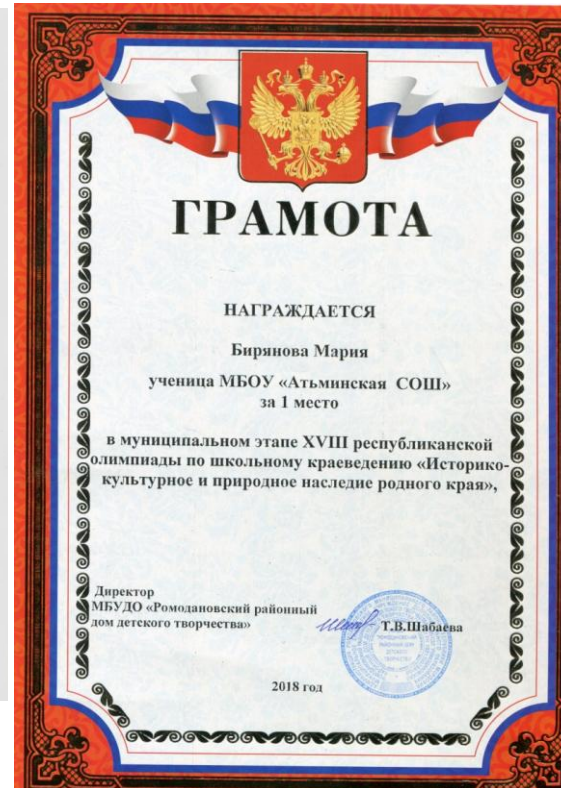 ГРАМОТА
НАГРАЖДАЕТСЯ
Бирянова Мария
ученица МБОУ «Атьминская СОШ»
за 1 место
в муниципальном этапе XVIII республиканской
олимпиады по школьному краеведению «Историко-
культурное и природное наследие родного края»,
Директор
МБУДО «Ромодановский районный
дом детского творчества»
Т.В.Шабаева
2018 год